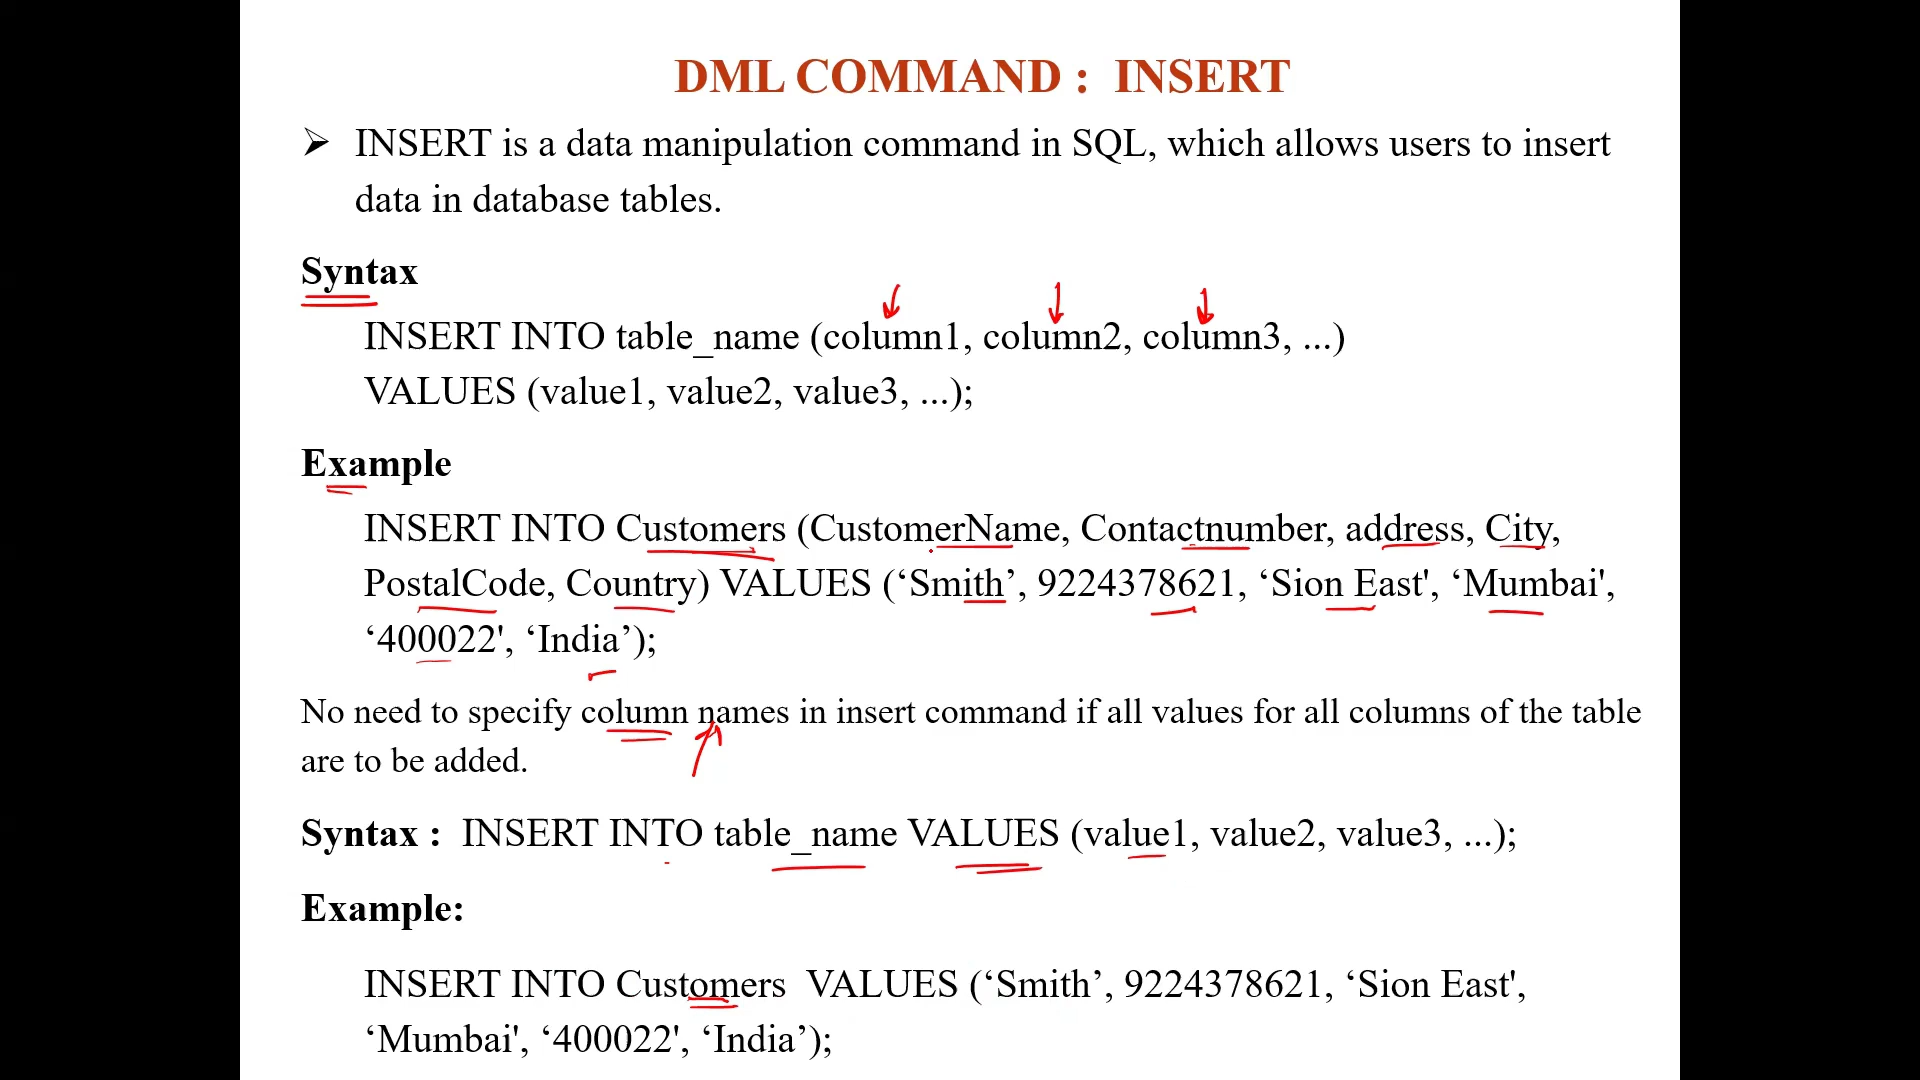 DML COMMAND : INSERT
➢ INSERT is a data manipulation command in SQL, which allows users to insert
data in database tables.
Syntax
INSERT INTO table_name (column1, column2, column3, ...)
VALUES (value1, value2, value3, ...);
Example
INSERT INTO Customers (CustomerName, Contactnumber, address, City,
PostalCode, Country) VALUES (‘Smith’, 9224378621, ‘Sion East', ‘Mumbai',
‘400022', ‘India’);
No need to specify column names in insert command if all values for all columns of the table
are to be added.
Syntax : INSERT INTO table_name VALUES (value1, value2, value3, ...);
Example:
INSERT INTO Customers VALUES (‘Smith’, 9224378621, ‘Sion East',
‘Mumbai', ‘400022', ‘India’);